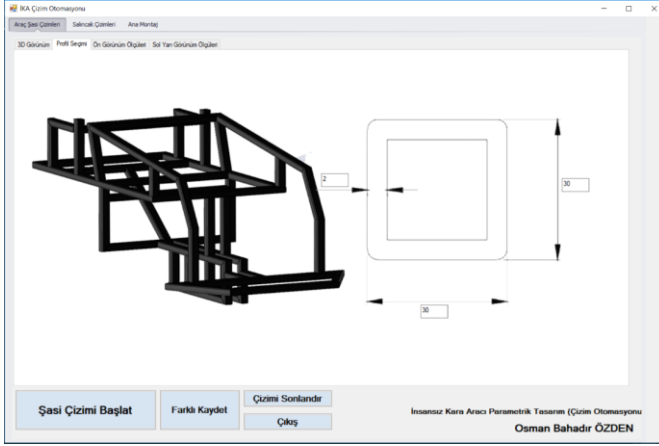 İKA Çizim Otomasyonu
Araç Şasi Çizimleri Salıncak Çizimleri Ana Montaj
3D Görünüm Profil Seçimi Ön Görünüm Ölçüleri Sol Yan Görünüm Ölçüleri
2
30
30
Şasi Çizimi Başlat
Farklı Kaydet
Çizimi Sonlandır
Çıkış
İnsansız Kara Aracı Parametrik Tasarım (Çizim Otomasyonu
Osman Bahadır ÖZDEN